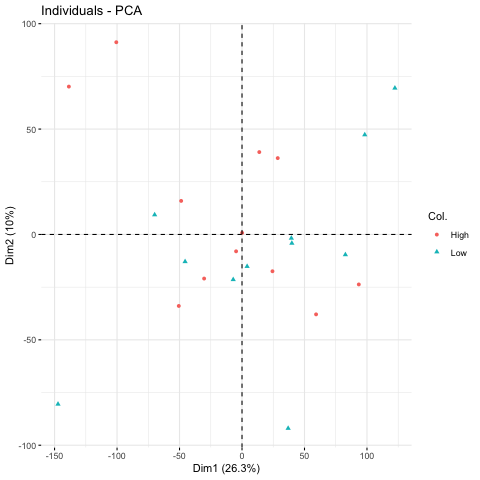 Individuals - PCA
100
50
0
-50
-100
Dim2 (10%)
-150
-100
-50
0
50
100
Dim1 (26.3%)
Col.
High
Low